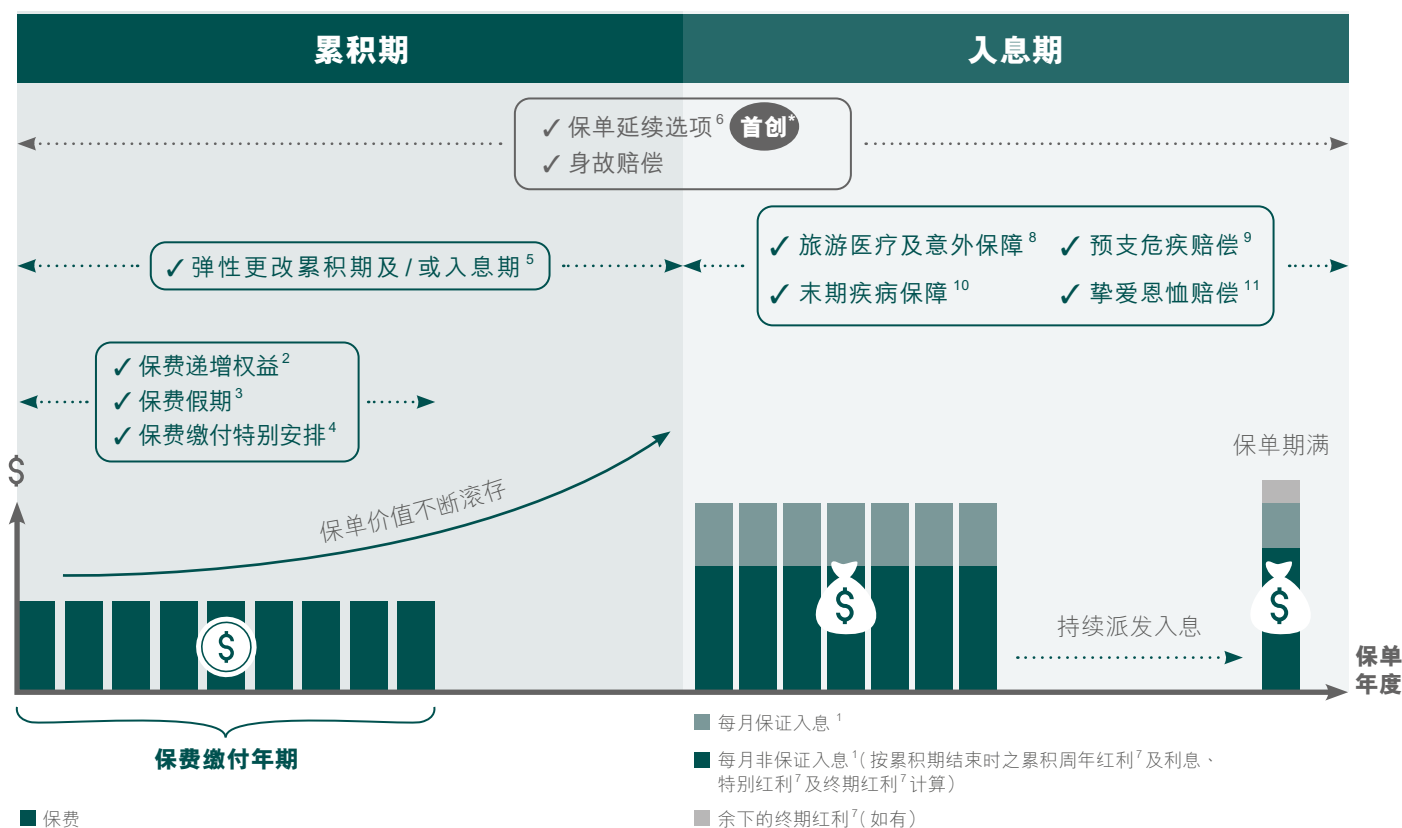 累积期
入息期
✓ 保单延续选项6 首创*
✓ 身故赔偿
✓ 弹性更改累积期及/或入息期5
✓ 旅游医疗及意外保障8 ✓ 预支危疾赔偿9
✓ 末期疾病保障10 ✓ 挚爱恩恤赔偿11
✓ 保费递增权益2
✓ 保费假期3
✓ 保费缴付特别安排4
$
保单价值不断滚存
保单期满
$
$
$
持续派发入息
保单
年度
保费缴付年期
保费
每月保证入息1
每月非保证入息1(按累积期结束时之累积周年红利7及利息、
特别红利7及终期红利7计算)
余下的终期红利7(如有)